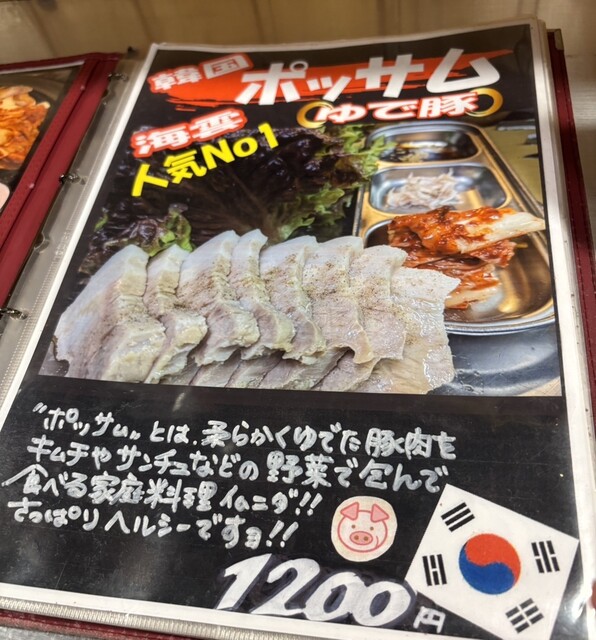 韓国 ポッサム
ゆで豚
海雲
人気No1
"ポッサム"とは、柔らかくゆでた豚肉を
キムチやサンチュなどの野菜で包んで
食べる家庭料理イムニダ!!
さっぱりヘルシーですヨ!!
1200円